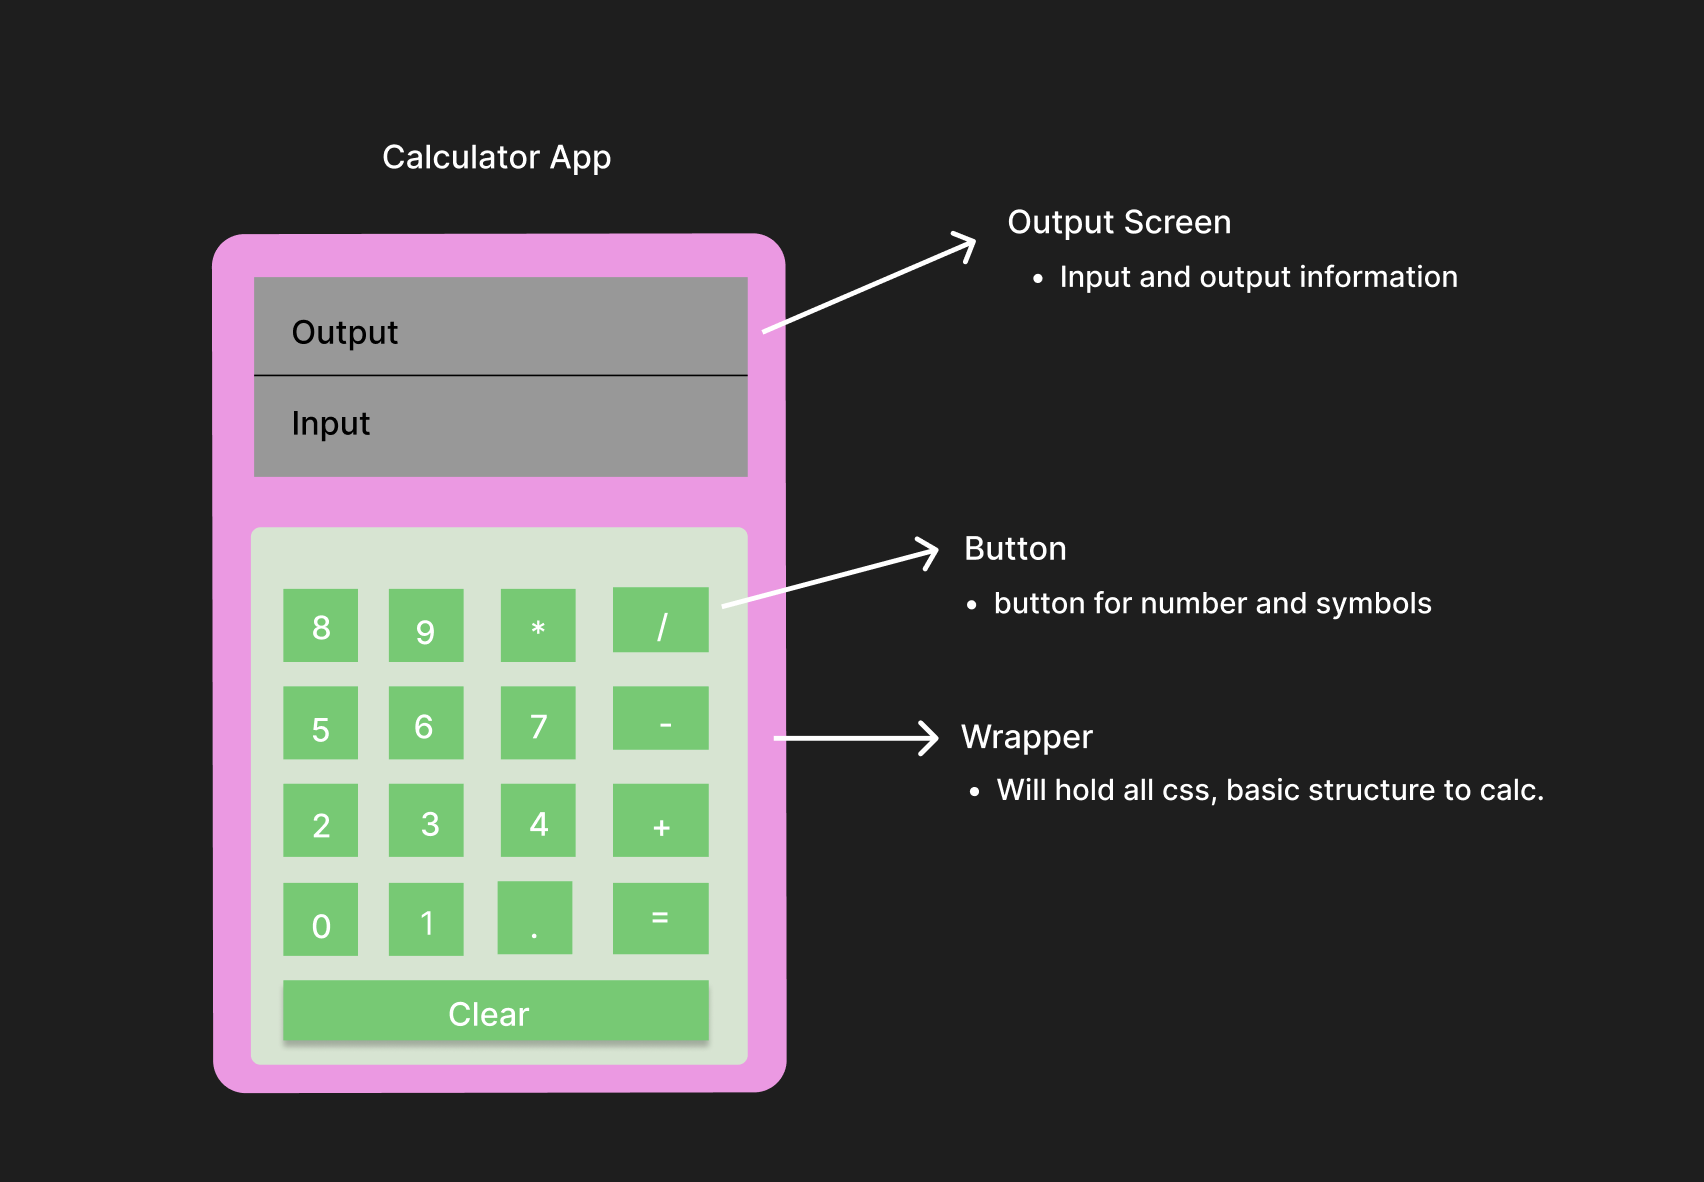 Calculator App
Output Screen
• Input and output information
Output
Input
Button
• button for number and symbols
8 9 * /
5 6 7 -
Wrapper
• Will hold all css, basic structure to calc.
2 3 4 +
0 1 . =
Clear